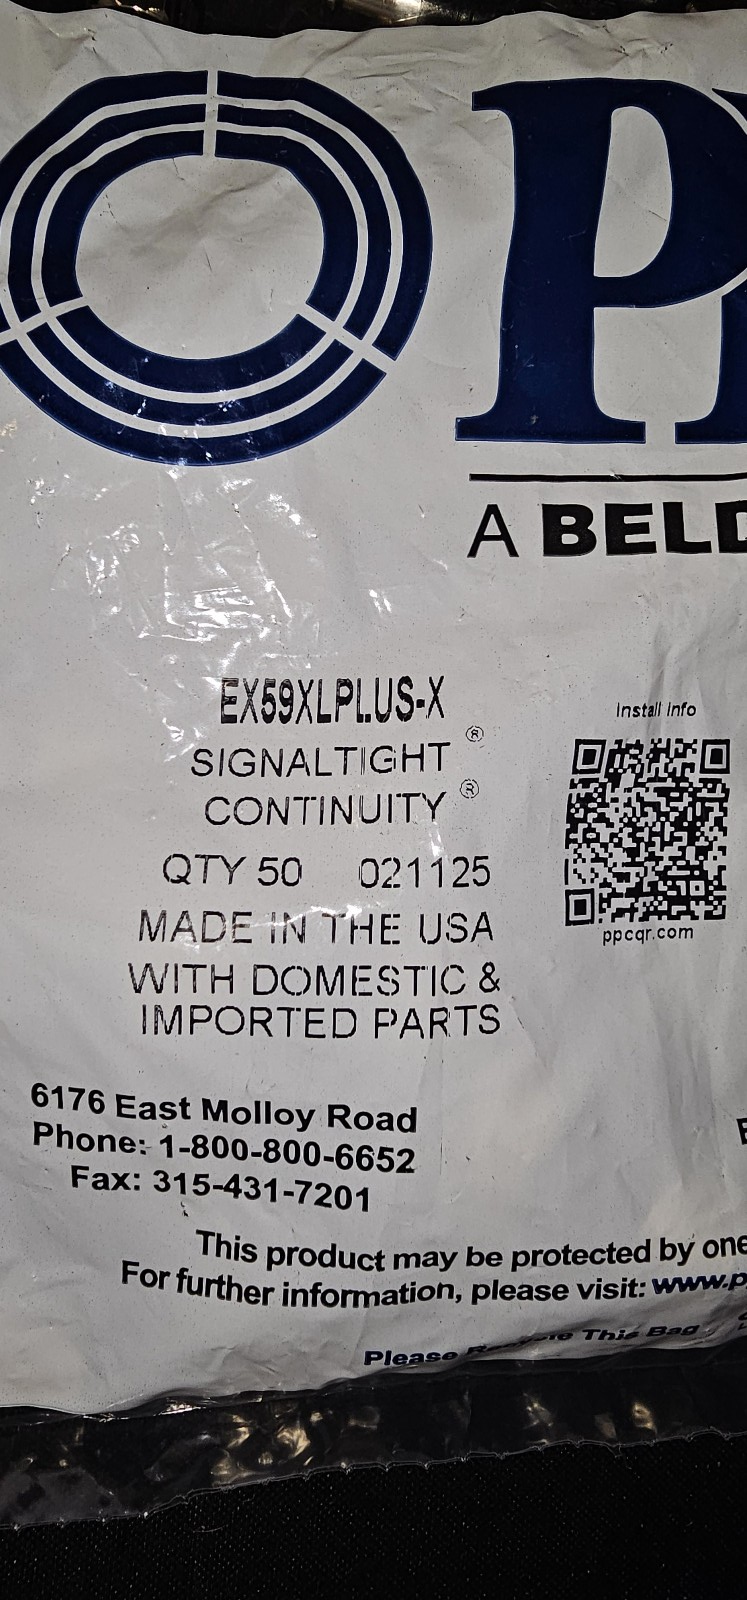 PP
A BELD
EX59XLPLUS-X
SIGNALTIGHT®
CONTINUITY®
QTY 50 021125
MADE IN THE USA
WITH DOMESTIC &
IMPORTED PARTS
Install Info
ppcqr.com
6176 East Molloy Road
Phone: 1-800-800-6652
Fax: 315-431-7201
This product may be protected by one
For further information, please visit: www.p
Please Recycle This Bag